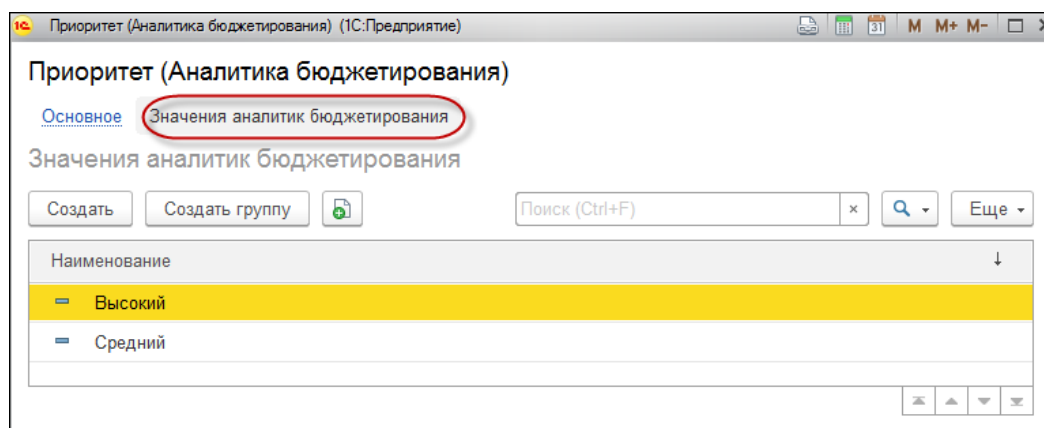 1С Приоритет (Аналитика бюджетирования) (1С:Предприятие) 31 M M+ M-
Приоритет (Аналитика бюджетирования)
Основное Значения аналитик бюджетирования
Значения аналитик бюджетирования
Создать Создать группу Поиск (Ctrl+F) × Еще
Наименование ↓
Высокий
Средний